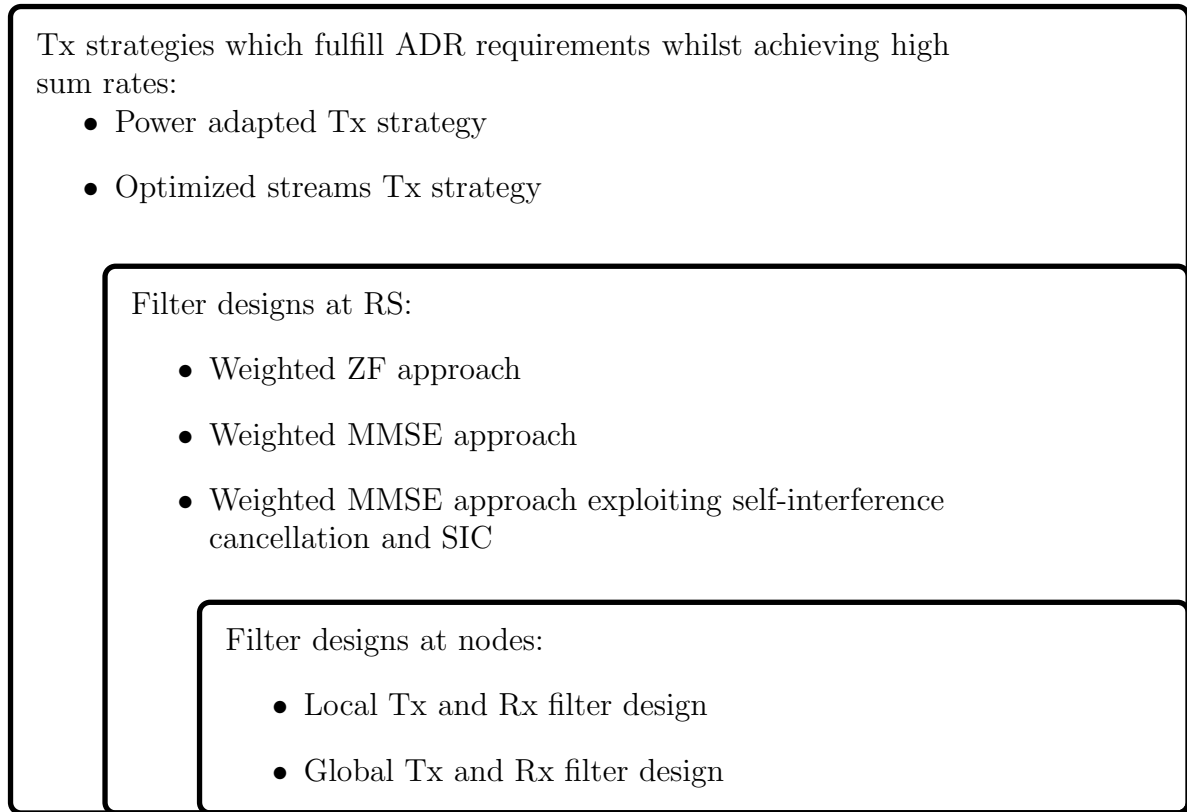 Tx strategies which fulfill ADR requirements whilst achieving high
sum rates:
• Power adapted Tx strategy
• Optimized streams Tx strategy
Filter designs at RS:
• Weighted ZF approach
• Weighted MMSE approach
• Weighted MMSE approach exploiting self-interference
cancellation and SIC
Filter designs at nodes:
• Local Tx and Rx filter design
• Global Tx and Rx filter design